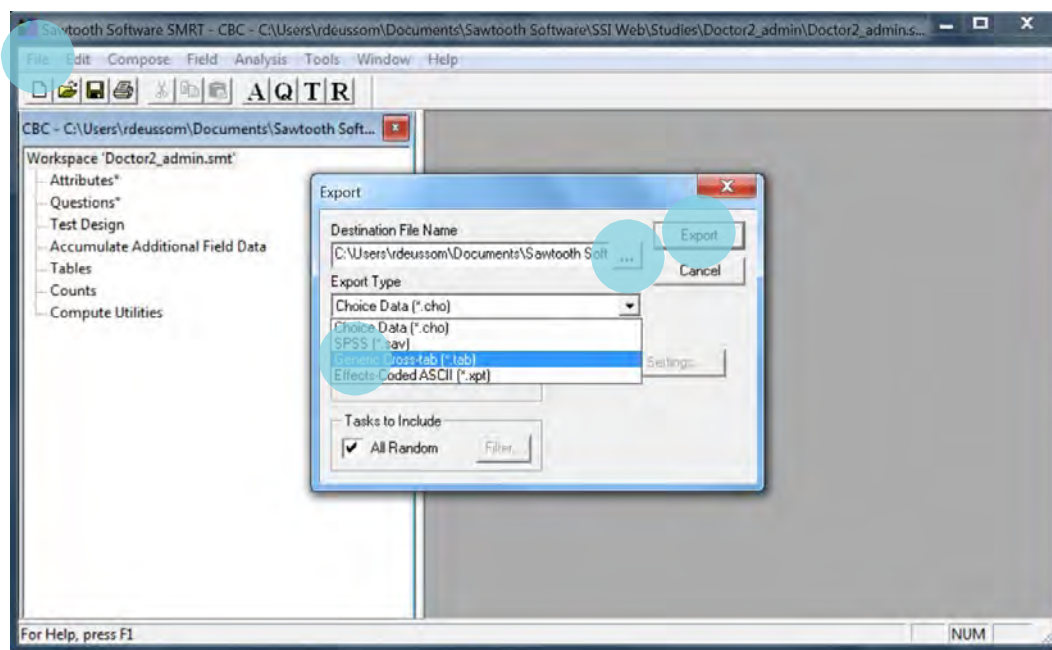 Sawtooth Software SMRT - CBC - C:\Users\rdeussom\Documents\Sawtooth Software\SSI Web\Studies\Doctor2_admin\Doctor2_admin.s...
File Edit Compose Field Analysis Tools Window Help
A Q T R
CBC - C:\Users\rdeussom\Documents\Sawtooth Soft...
Workspace 'Doctor2_admin.smt'
Attributes*
Questions*
Test Design
Accumulate Additional Field Data
Tables
Counts
Compute Utilities
Export
Destination File Name
C:\Users\rdeussom\Documents\Sawtooth Soft
...
Export
Cancel
Export Type
Choice Data (*.cho)
Choice Data (*.cho)
SPSS (*.sav)
Generic Cross-tab (*.tab)
Effects-Coded ASCII (*.xpt)
Settings...
Tasks to Include
All Random
Filter...
For Help, press F1
NUM